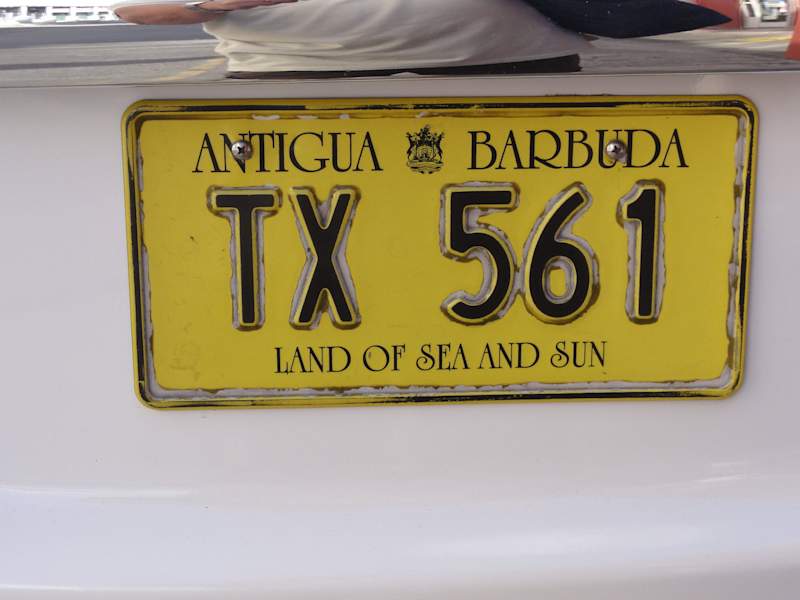 ANTIGUA BARBUDA
TX 561
LAND OF SEA AND SUN